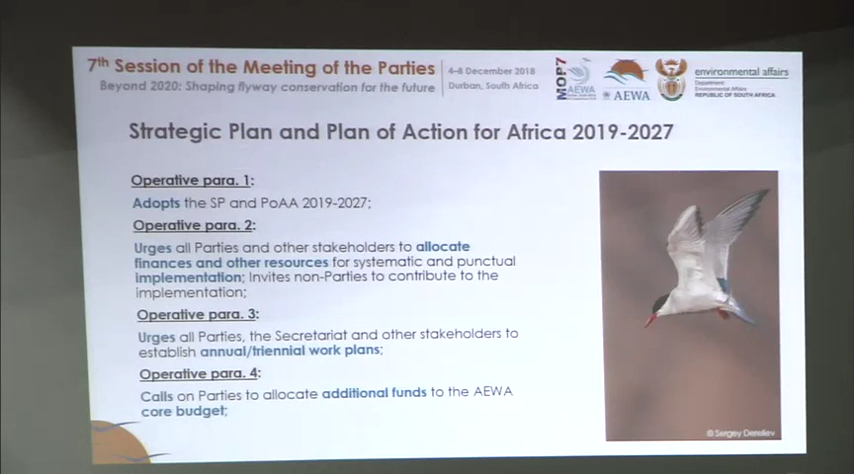 7th Session of the Meeting of the Parties
Beyond 2020: Shaping flyway conservation for the future
4-8 December 2018
Durban, South Africa
MOP7
AEWA
AEWA
environmental affairs
Department:
Environmental Affairs
REPUBLIC OF SOUTH AFRICA
Strategic Plan and Plan of Action for Africa 2019-2027
Operative para. 1:
Adopts the SP and PoAA 2019-2027;
Operative para. 2:
Urges all Parties and other stakeholders to allocate
finances and other resources for systematic and punctual
implementation; Invites non-Parties to contribute to the
implementation;
Operative para. 3:
Urges all Parties, the Secretariat and other stakeholders to
establish annual/triennial work plans;
Operative para. 4:
Calls on Parties to allocate additional funds to the AEWA
core budget;
© Sergey Dereliev